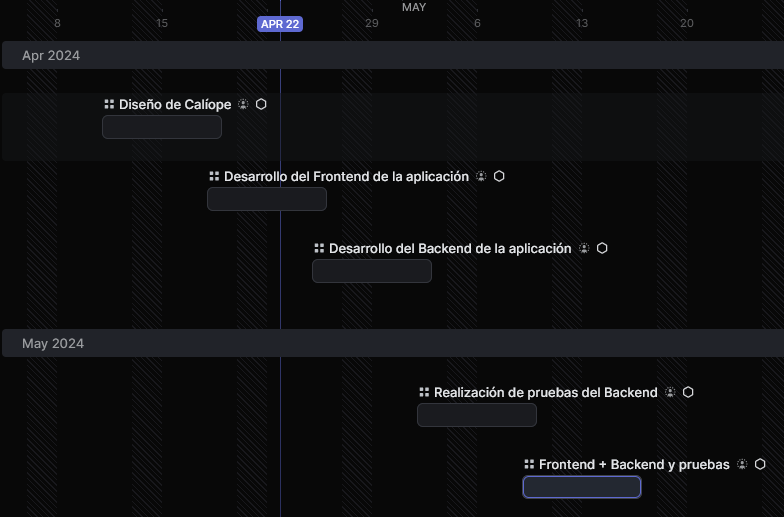 MAY
8 15 APR 22 29 6 13 20
Apr 2024
Diseño de Calíope
Desarrollo del Frontend de la aplicación
Desarrollo del Backend de la aplicación
May 2024
Realización de pruebas del Backend
Frontend + Backend y pruebas